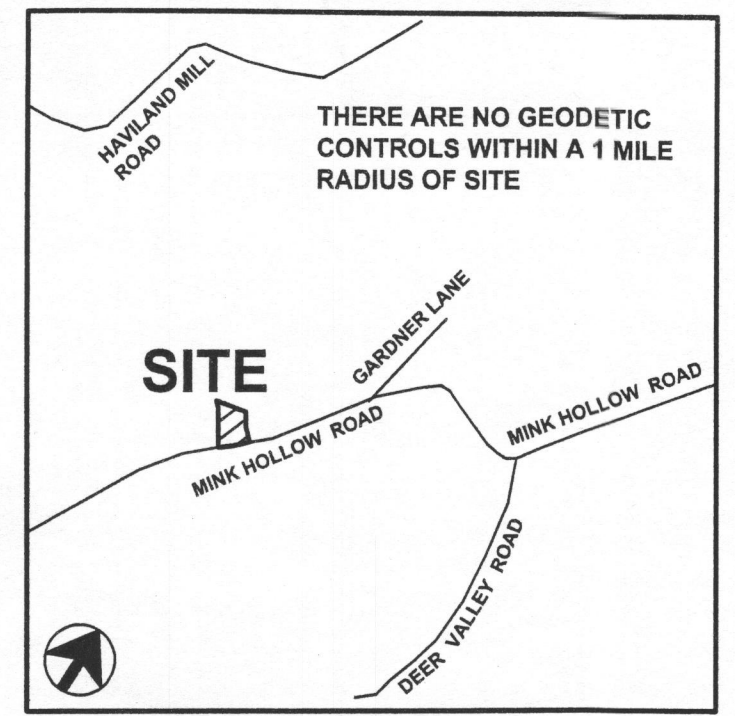 HAVILAND MILL
ROAD
THERE ARE NO GEODETIC
CONTROLS WITHIN A 1 MILE
RADIUS OF SITE
GARDNER LANE
SITE
MINK HOLLOW ROAD
MINK HOLLOW ROAD
DEER VALLEY ROAD